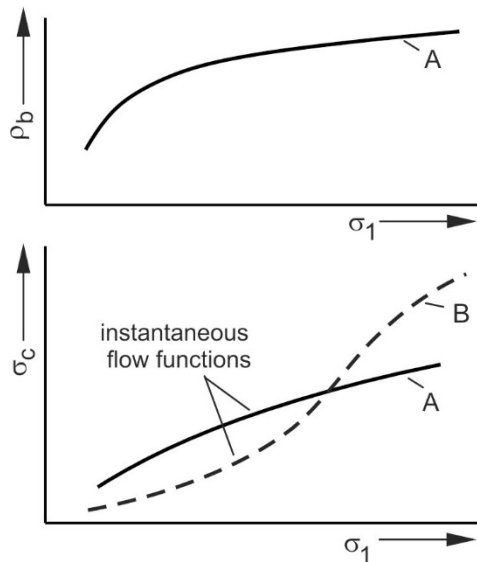 A
ρb
σ1
instantaneous
flow functions
B
σc
A
σ1